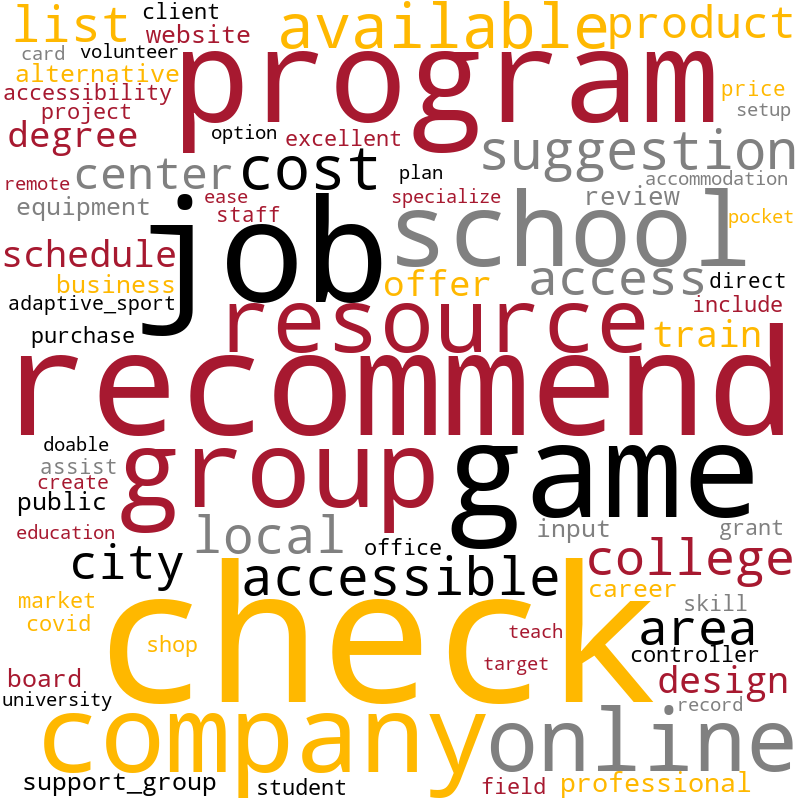 list client available product
website
card volunteer program
alternative price
accessibility
project setup
degree option excellent suggestion
center cost plan
remote ease specialize accommodation
equipment staff job school review pocket
schedule access
business offer direct
adaptive_sport resource include
purchase train
recommend
doable group game
assist
create
public
education local input grant
city office college
accessible
market check career skill
covid area
shop teach controller
board target design
university record
company online
support_group student field professional